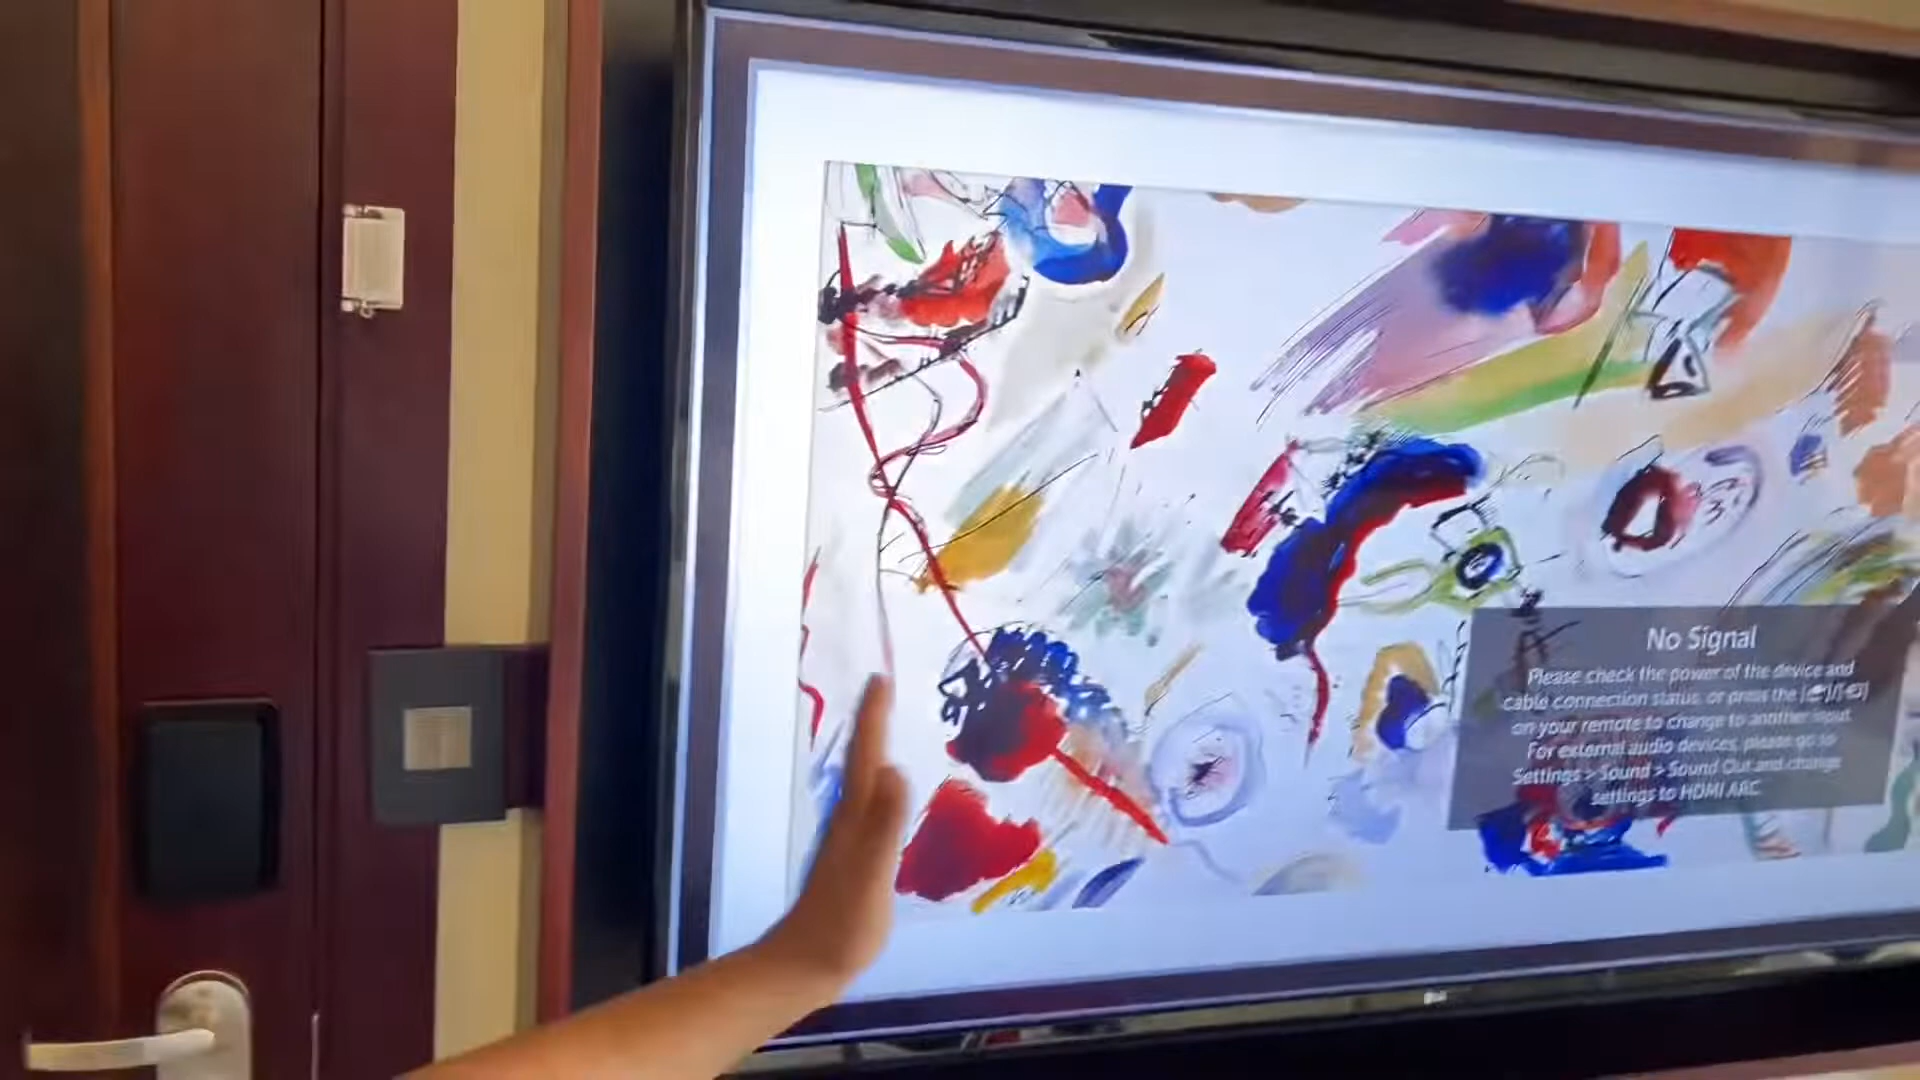 No Signal
Please check the power of the device and
cable connection status, or press the
on your remote to change to another input.
For external audio devices, please go to
Settings > Sound > Sound Out and change
settings to HDMI ARC.